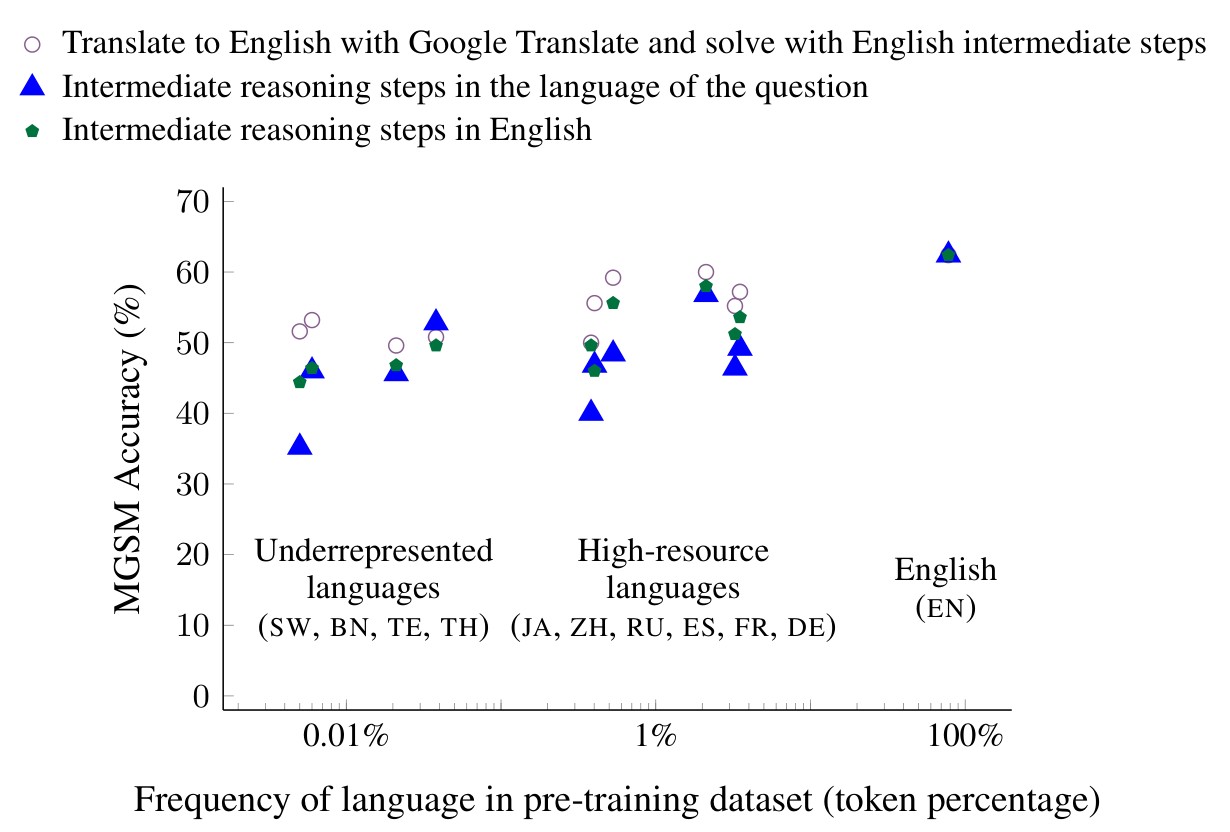 Translate to English with Google Translate and solve with English intermediate steps
Intermediate reasoning steps in the language of the question
Intermediate reasoning steps in English
70
60
50
40
30
20
10
0
MGSM Accuracy (%)
Underrepresented
languages
(SW, BN, TE, TH)
High-resource
languages
(JA, ZH, RU, ES, FR, DE)
English
(EN)
0.01%
1%
100%
Frequency of language in pre-training dataset (token percentage)